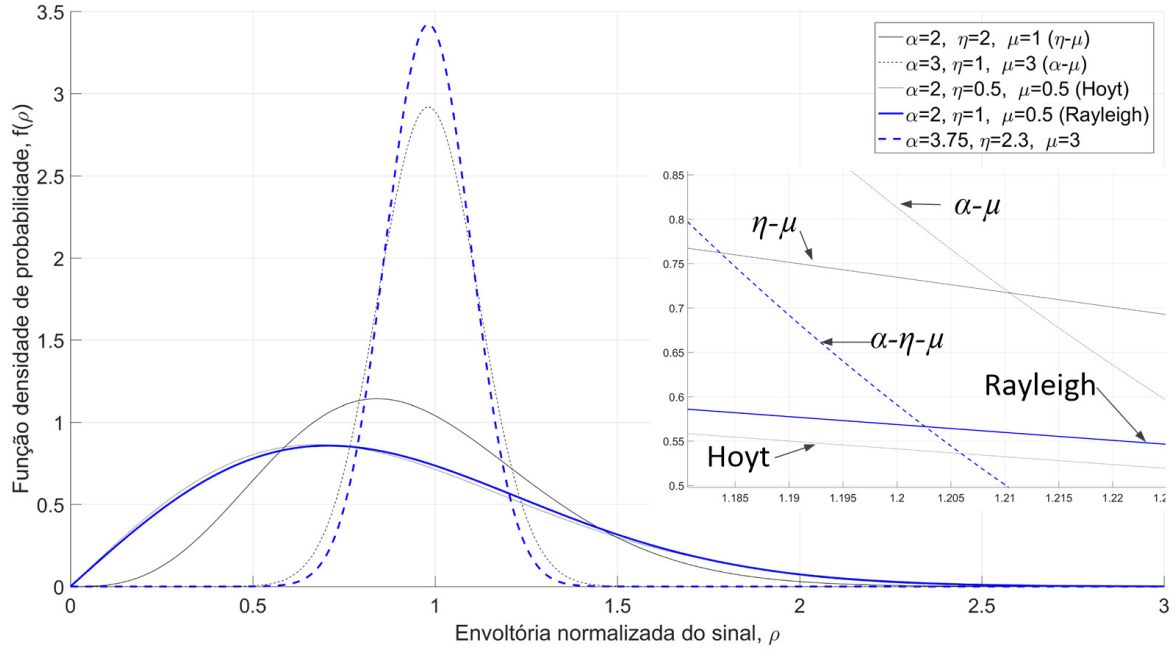 3.5
3
2.5
2
1.5
1
0.5
0
Função densidade de probabilidade, f(ρ)
α=2, η=2, μ=1 (η-μ)
α=3, η=1, μ=3 (α-μ)
α=2, η=0.5, μ=0.5 (Hoyt)
α=2, η=1, μ=0.5 (Rayleigh)
α=3.75, η=2.3, μ=3
0.85
0.8
0.75
0.7
0.65
0.6
0.55
0.5
α-μ
η-μ
α-η-μ
Rayleigh
Hoyt
1.185 1.19 1.195 1.2 1.205 1.21 1.215 1.22 1.2
0 0.5 1 1.5 2 2.5 3
Envoltória normalizada do sinal, ρ